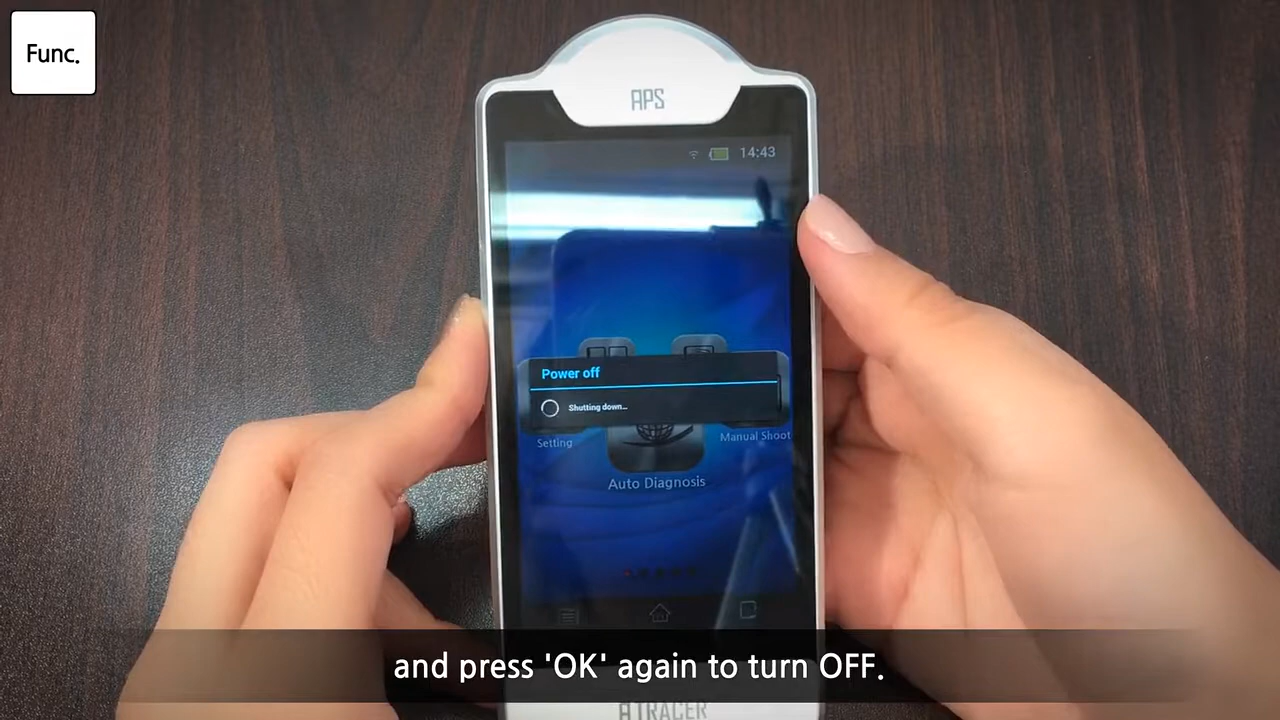 Func.
APS
14:43
Power off
Shutting down...
Setting
Manual Shoot
Auto Diagnosis
and press 'OK' again to turn OFF.